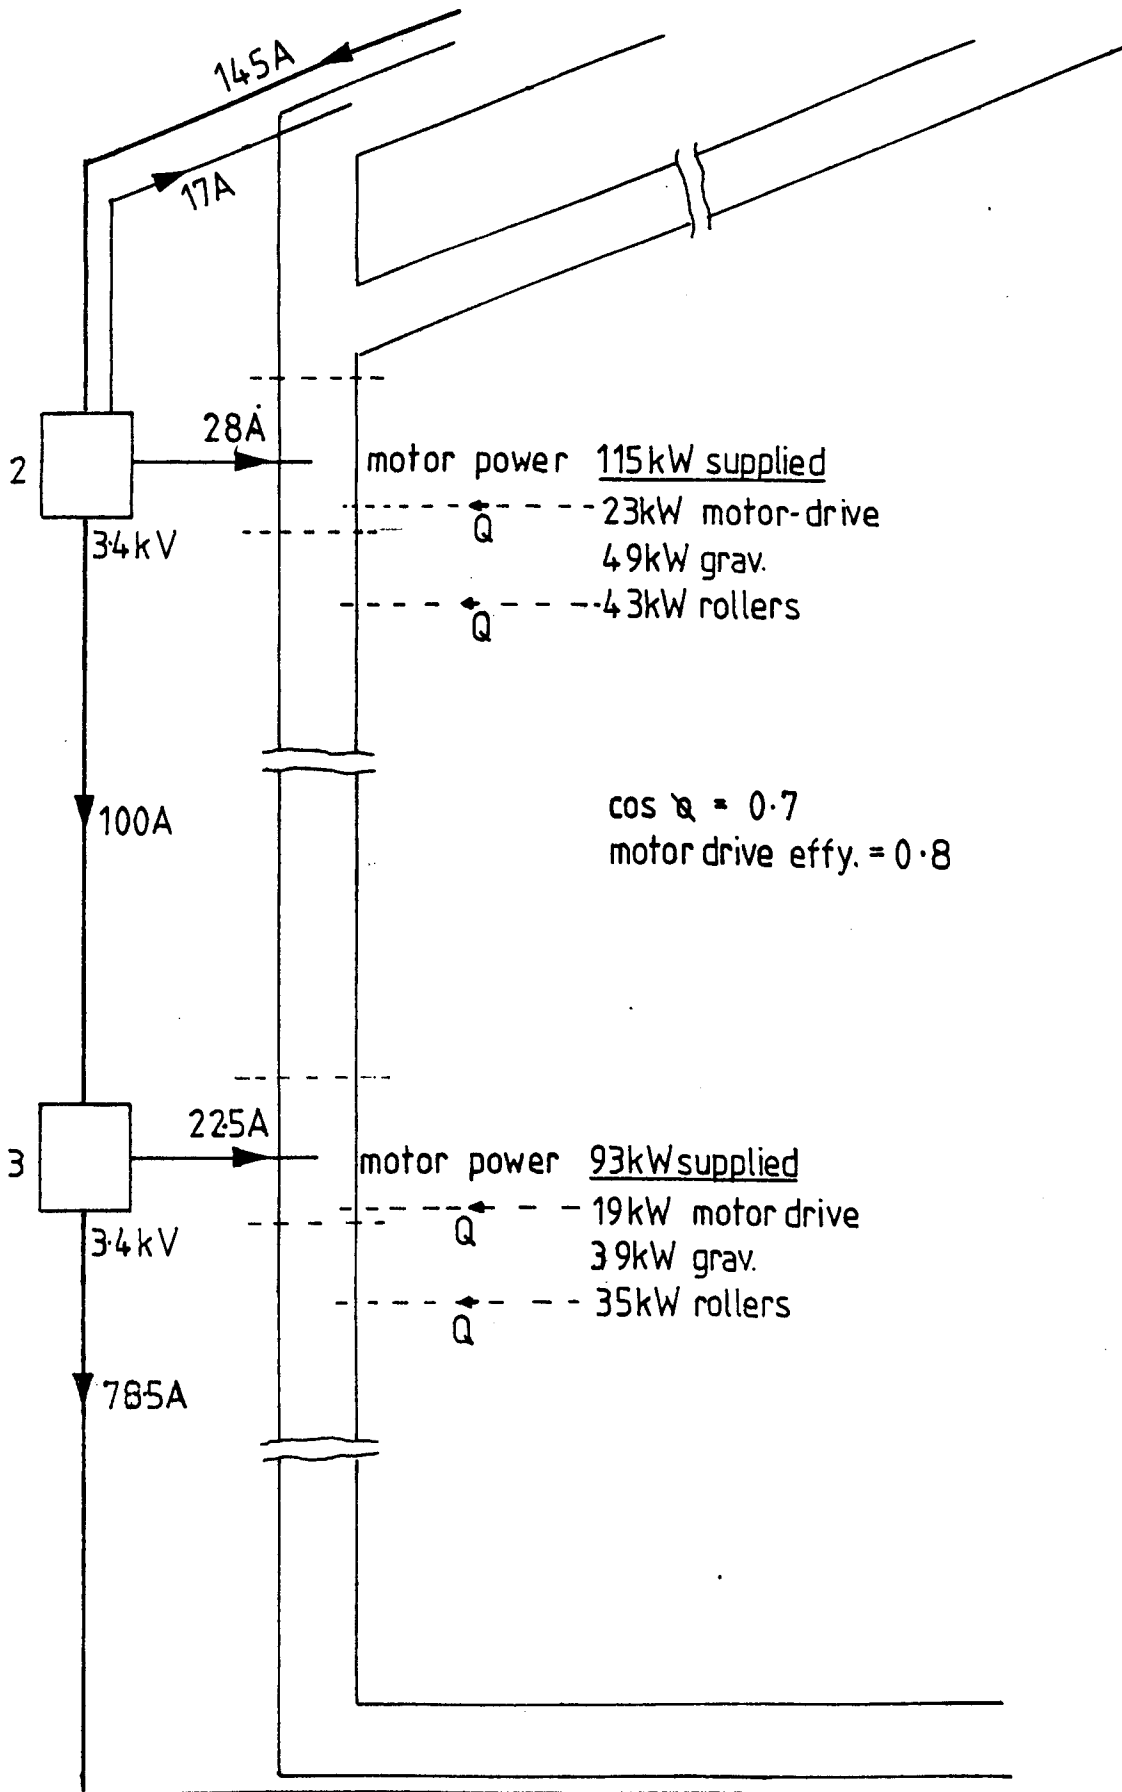 145A
17A
28A
2
motor power 115kW supplied
23kW motor-drive
Q
3·4kV
49kW grav.
43kW rollers
Q
100A
cos ø = 0·7
motor drive effy. = 0·8
22·5A
3
motor power 93kW supplied
19kW motor drive
Q
3·4kV
39kW grav.
35kW rollers
Q
78·5A